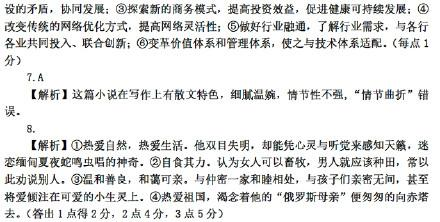 设的矛盾，协同发展；③探索新的商务模式，提高投资效益，促进健康可持续发展；④
改变传统的网络优化方式，提高网络灵活性；⑤做好行业融通，了解行业需求，与各行
各业共同投入、联合创新；⑥变革价值体系和管理体系，使之与技术体系适配。（每点1
分）
7.A
【解析】这篇小说在写作上有散文特色，细腻温婉，情节性不强，“情节曲折”错
误。
8.
【解析】①热爱自然，热爱生活。他双目失明，却能凭心灵与听觉来感知天籁，迷
恋缅甸夏夜蛇鸣虫唱的神奇。②自食其力。认为女人可以畜牧，男人就应该种田，常以
此劝说别人。③温和善良，和蔼可亲。与仲密一家和睦相处，与孩子们亲密无间，甚至
将爱倾注在可爱的小生灵上。④热爱祖国，渴念着他的“俄罗斯母亲”便匆匆的向赤塔
去。（答出1点得2分，2点4分，3点5分）